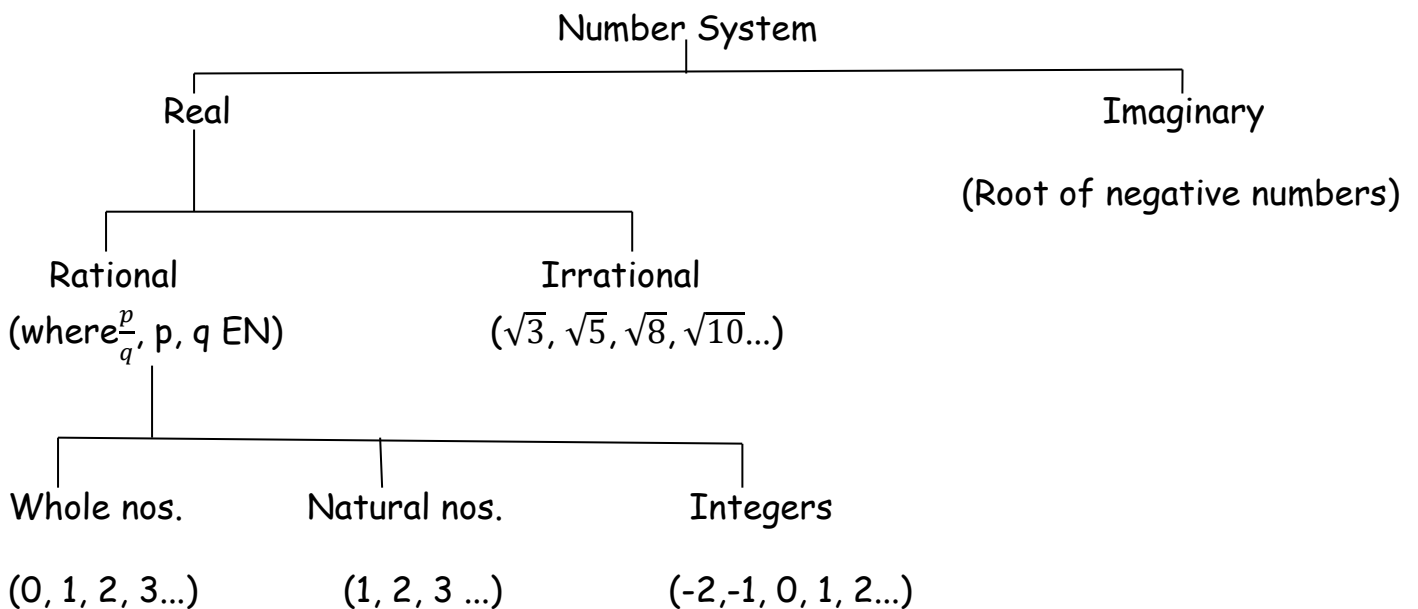 Number System
Real Imaginary
(Root of negative numbers)
Rational Irrational
(where p/q, p, q EN) (√3, √5, √8, √10...)
Whole nos. Natural nos. Integers
(0, 1, 2, 3...) (1, 2, 3 ...) (-2,-1, 0, 1, 2...)